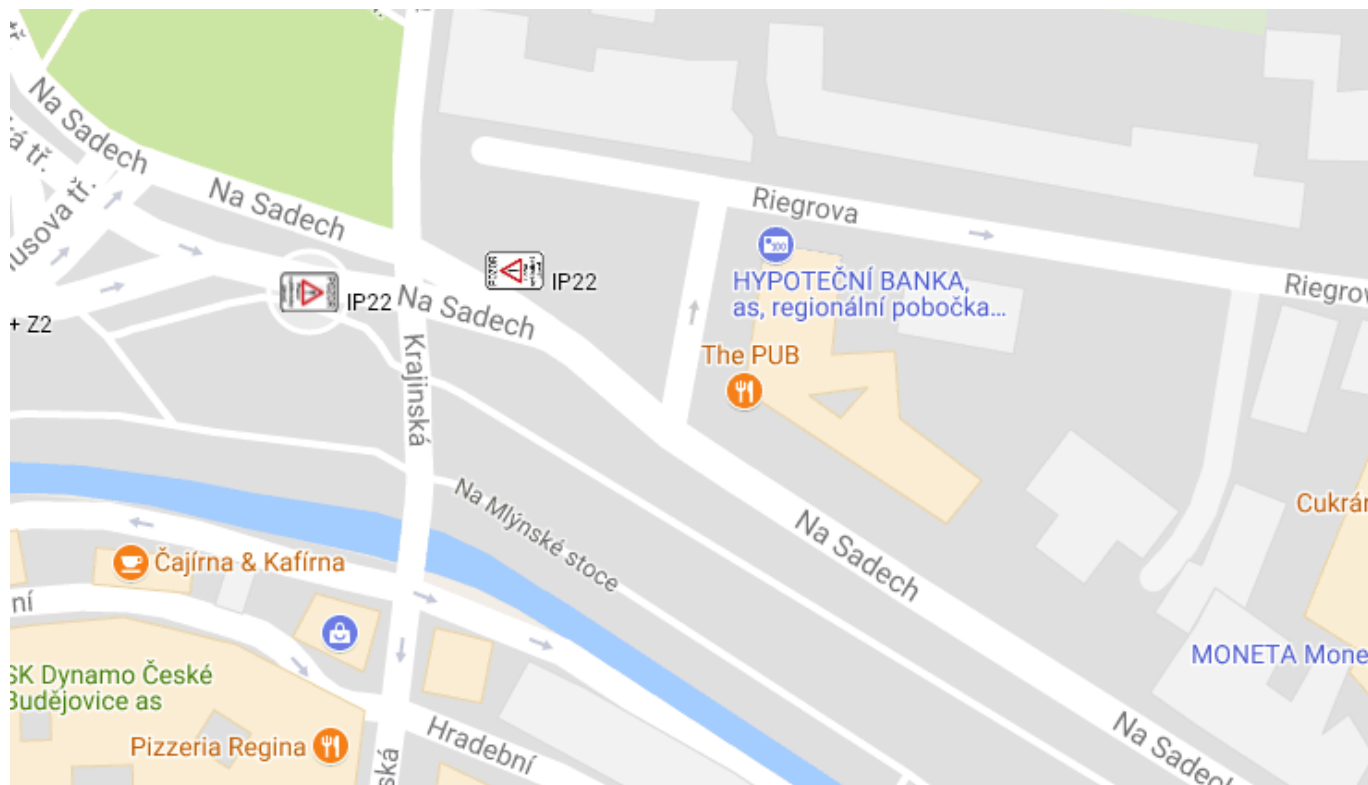 Na Sadech
á tř.
usova tř.
Na Sadech
Riegrova
IP22
HYPOTEČNÍ BANKA,
as, regionální pobočka...
Riegrov
IP22
Na Sadech
+ Z2
Krajinská
The PUB
Na Mlýnské stoce
Cukrár
Na Sadech
Čajírna & Kafírna
ní
MONETA Mone
SK Dynamo České
Budějovice as
Na Sadech
Pizzeria Regina
Hradební
ská